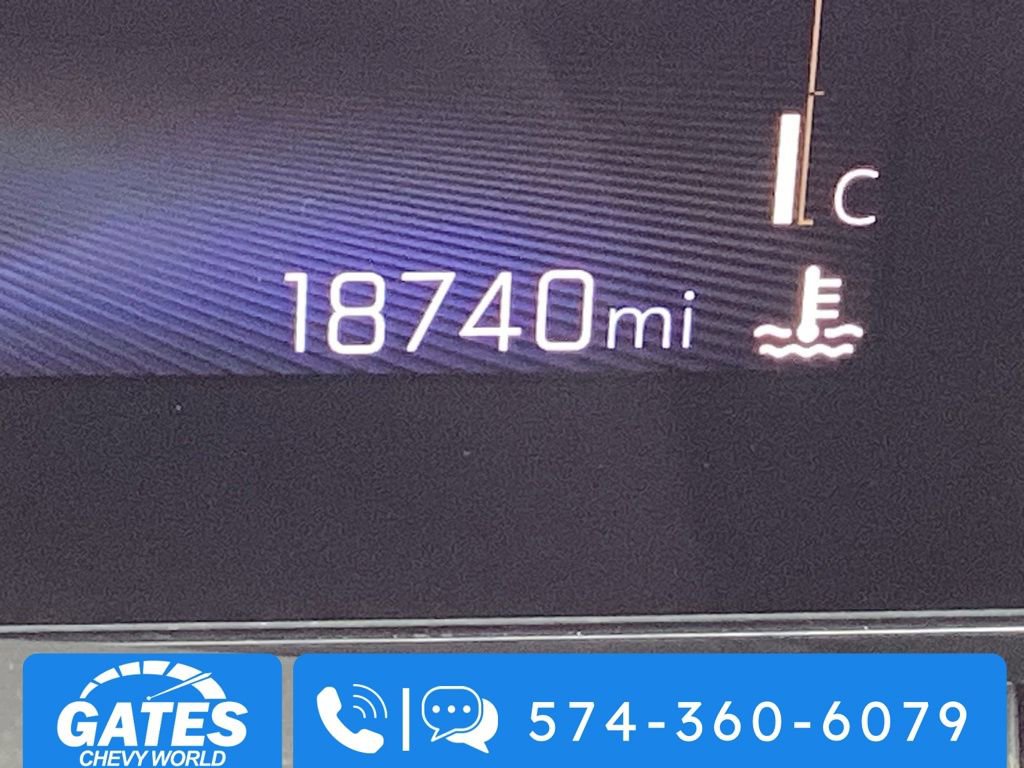 C
18740mi
GATES
CHEVY WORLD
574-360-6079